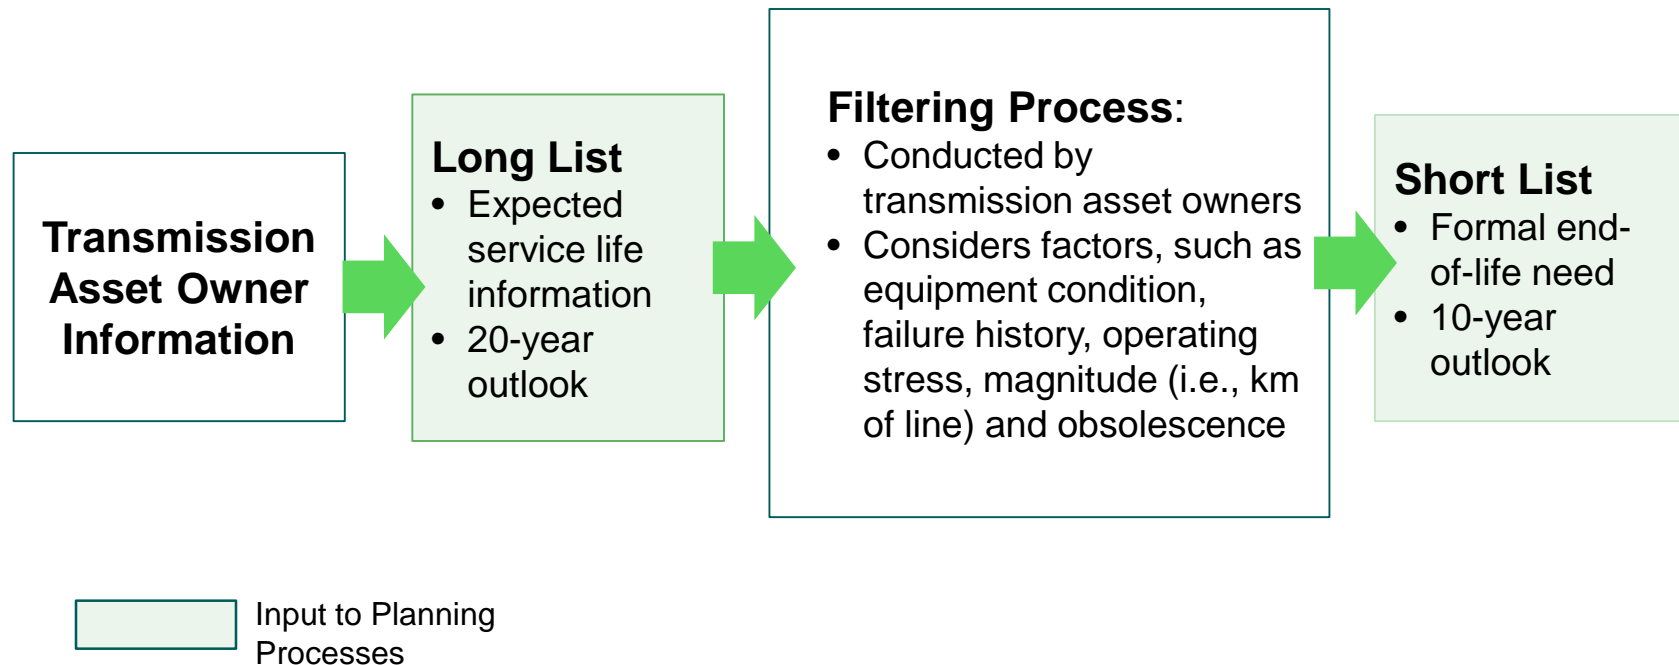 Transmission
Asset Owner
Information
Long List
• Expected
service life
information
• 20-year
outlook
Filtering Process:
• Conducted by
transmission asset owners
• Considers factors, such as
equipment condition,
failure history, operating
stress, magnitude (i.e., km
of line) and obsolescence
Short List
• Formal end-
of-life need
• 10-year
outlook
Input to Planning
Processes